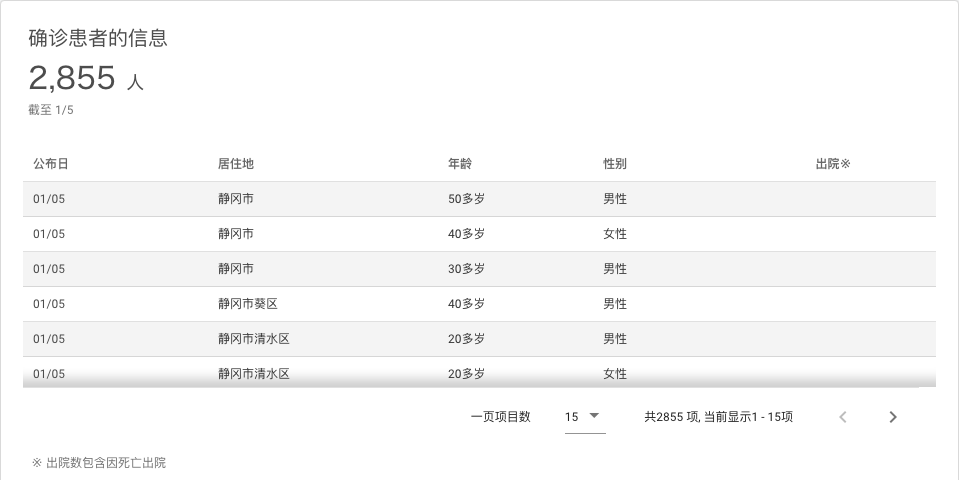 确诊患者的信息
2,855 人
截至 1/5
公布日 居住地 年龄 性别 出院※
01/05 静冈市 50多岁 男性
01/05 静冈市 40多岁 女性
01/05 静冈市 30多岁 男性
01/05 静冈市葵区 40多岁 男性
01/05 静冈市清水区 20多岁 男性
01/05 静冈市清水区 20多岁 女性
一页项目数 15 共2855 项, 当前显示1 - 15项
※ 出院数包含因死亡出院